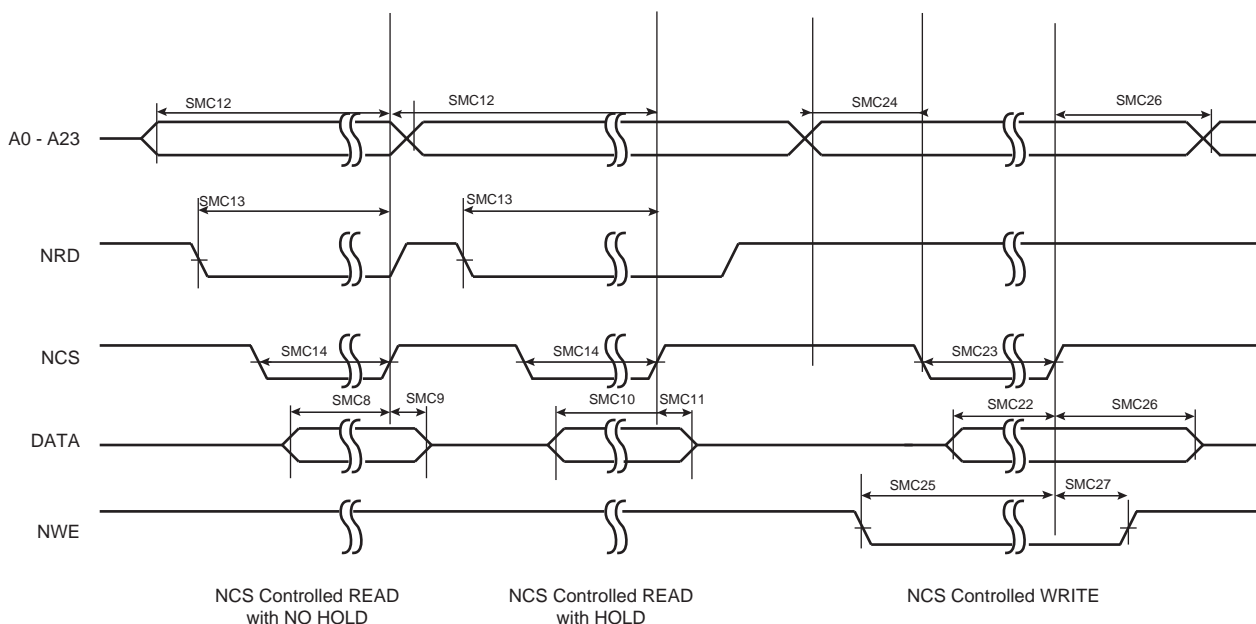 SMC12
SMC12
SMC24
SMC26
A0 - A23
SMC13
SMC13
NRD
NCS
SMC14
SMC14
SMC23
SMC8
SMC9
SMC10
SMC11
SMC22
SMC26
DATA
SMC25
SMC27
NWE
NCS Controlled READ
with NO HOLD
NCS Controlled READ
with HOLD
NCS Controlled WRITE